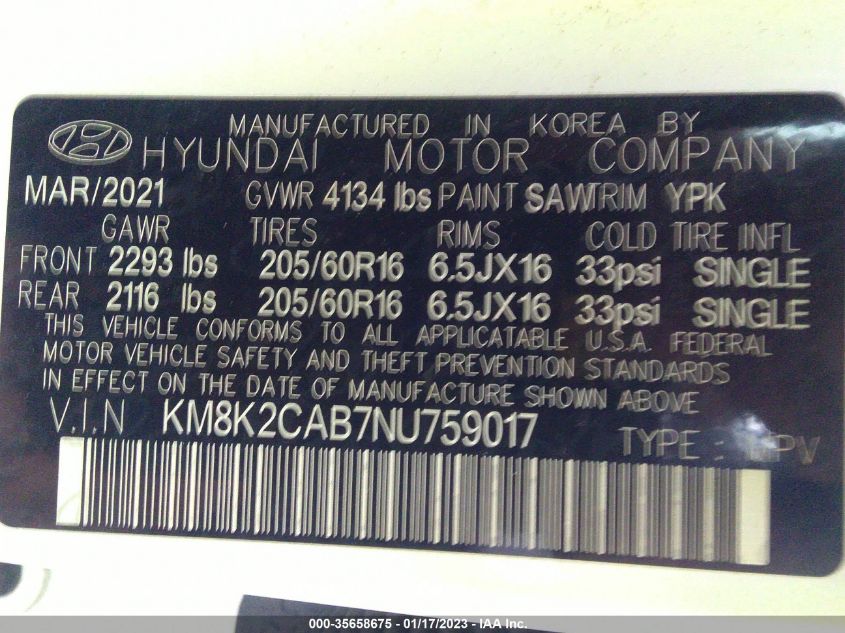 MANUFACTURED IN KOREA BY
HYUNDAI MOTOR COMPANY
MAR/2021 GVWR 4134 lbs PAINT SAW TRIM YPK
GAWR TIRES RIMS COLD TIRE INFL
FRONT 2293 lbs 205/60R16 6.5JX16 33psi SINGLE
REAR 2116 lbs 205/60R16 6.5JX16 33psi SINGLE
THIS VEHICLE CONFORMS TO ALL APPLICATABLE U.S.A. FEDERAL
MOTOR VEHICLE SAFETY AND THEFT PREVENTION STANDARDS
IN EFFECT ON THE DATE OF MANUFACTURE SHOWN ABOVE
V.I.N KM8K2CAB7NU759017
TYPE : MPV
000-35658675 - 01/17/2023 - IAA Inc.